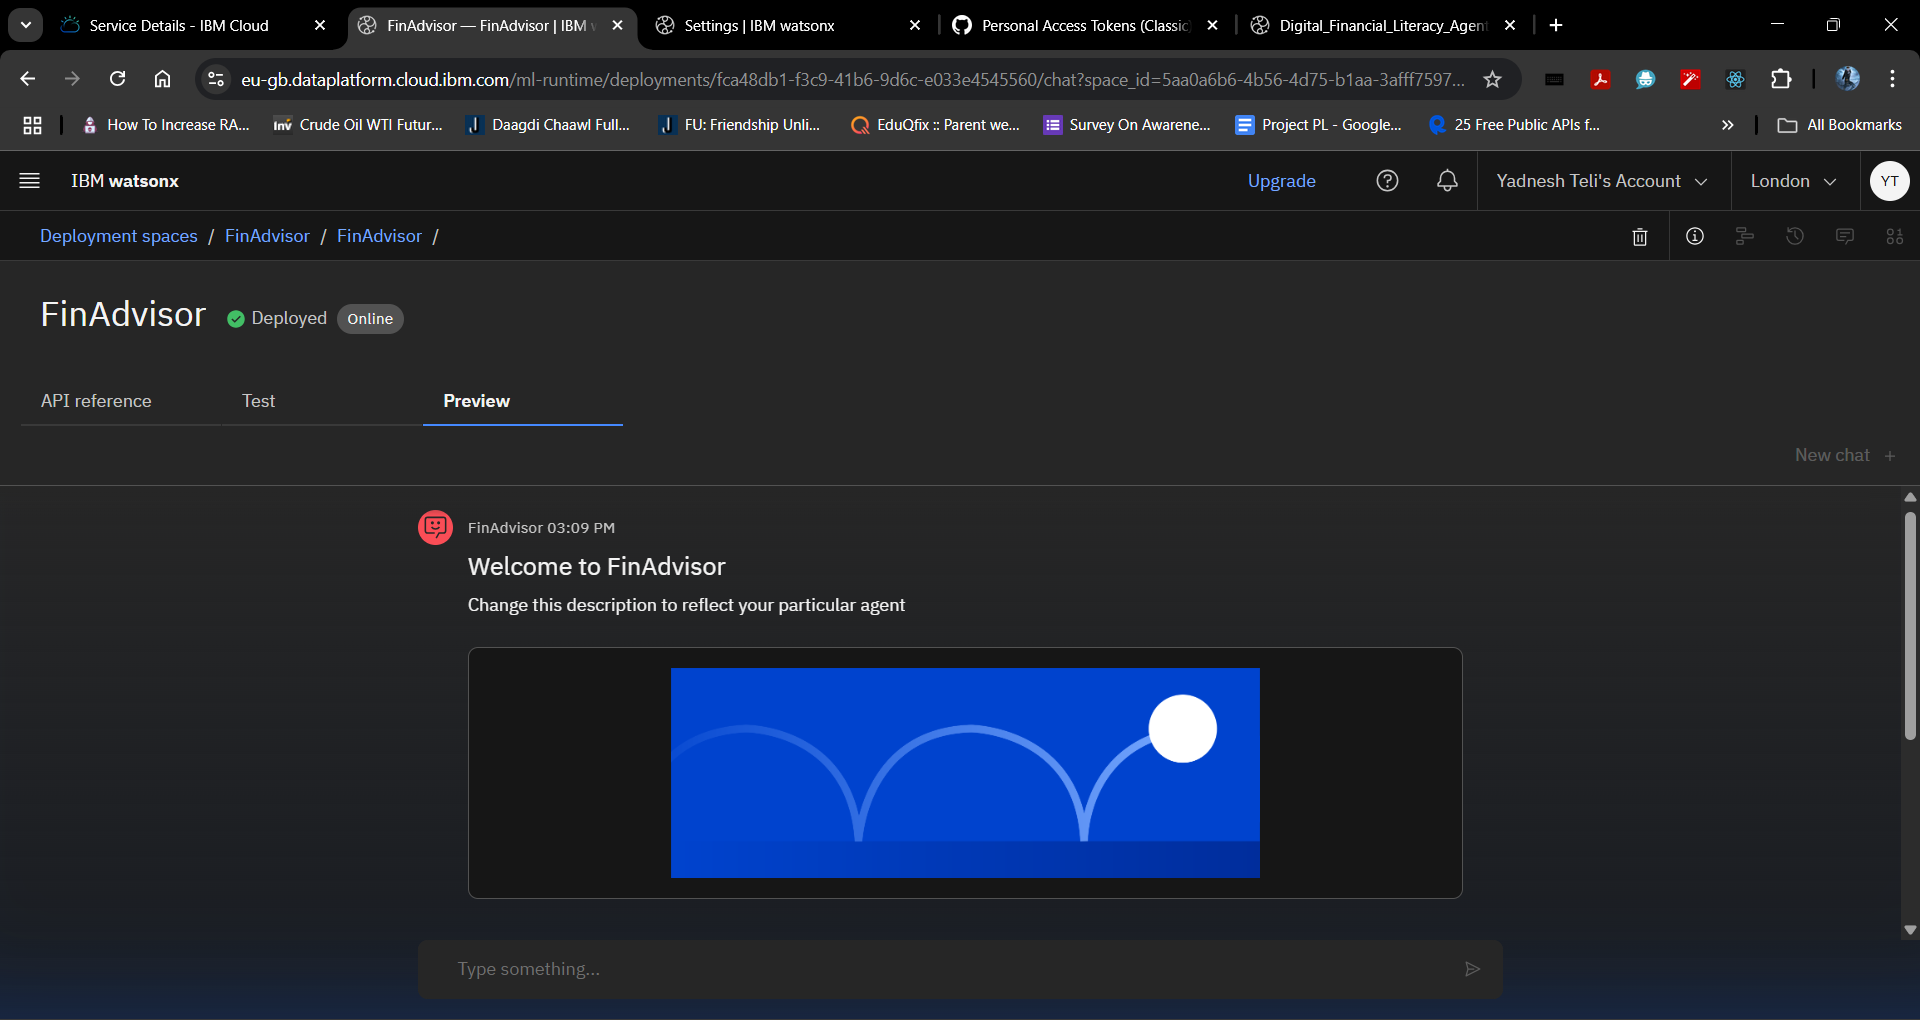 Service Details - IBM Cloud
FinAdvisor — FinAdvisor | IBM
Settings | IBM watsonx
Personal Access Tokens (Classic
Digital_Financial_Literacy_Agent
eu-gb.dataplatform.cloud.ibm.com/ml-runtime/deployments/fca48db1-f3c9-41b6-9d6c-e033e4545560/chat?space_id=5aa0a6b6-4b56-4d75-b1aa-3afff7597...
How To Increase RA...
Inv Crude Oil WTI Futur...
Daagdi Chaawl Full...
FU: Friendship Unli...
EduQfix :: Parent we...
Survey On Awarene...
Project PL - Google...
25 Free Public APIs f...
All Bookmarks
IBM watsonx
Upgrade
Yadnesh Teli's Account
London
YT
Deployment spaces / FinAdvisor / FinAdvisor /
FinAdvisor Deployed Online
API reference Test Preview
New chat +
FinAdvisor 03:09 PM
Welcome to FinAdvisor
Change this description to reflect your particular agent
Type something...